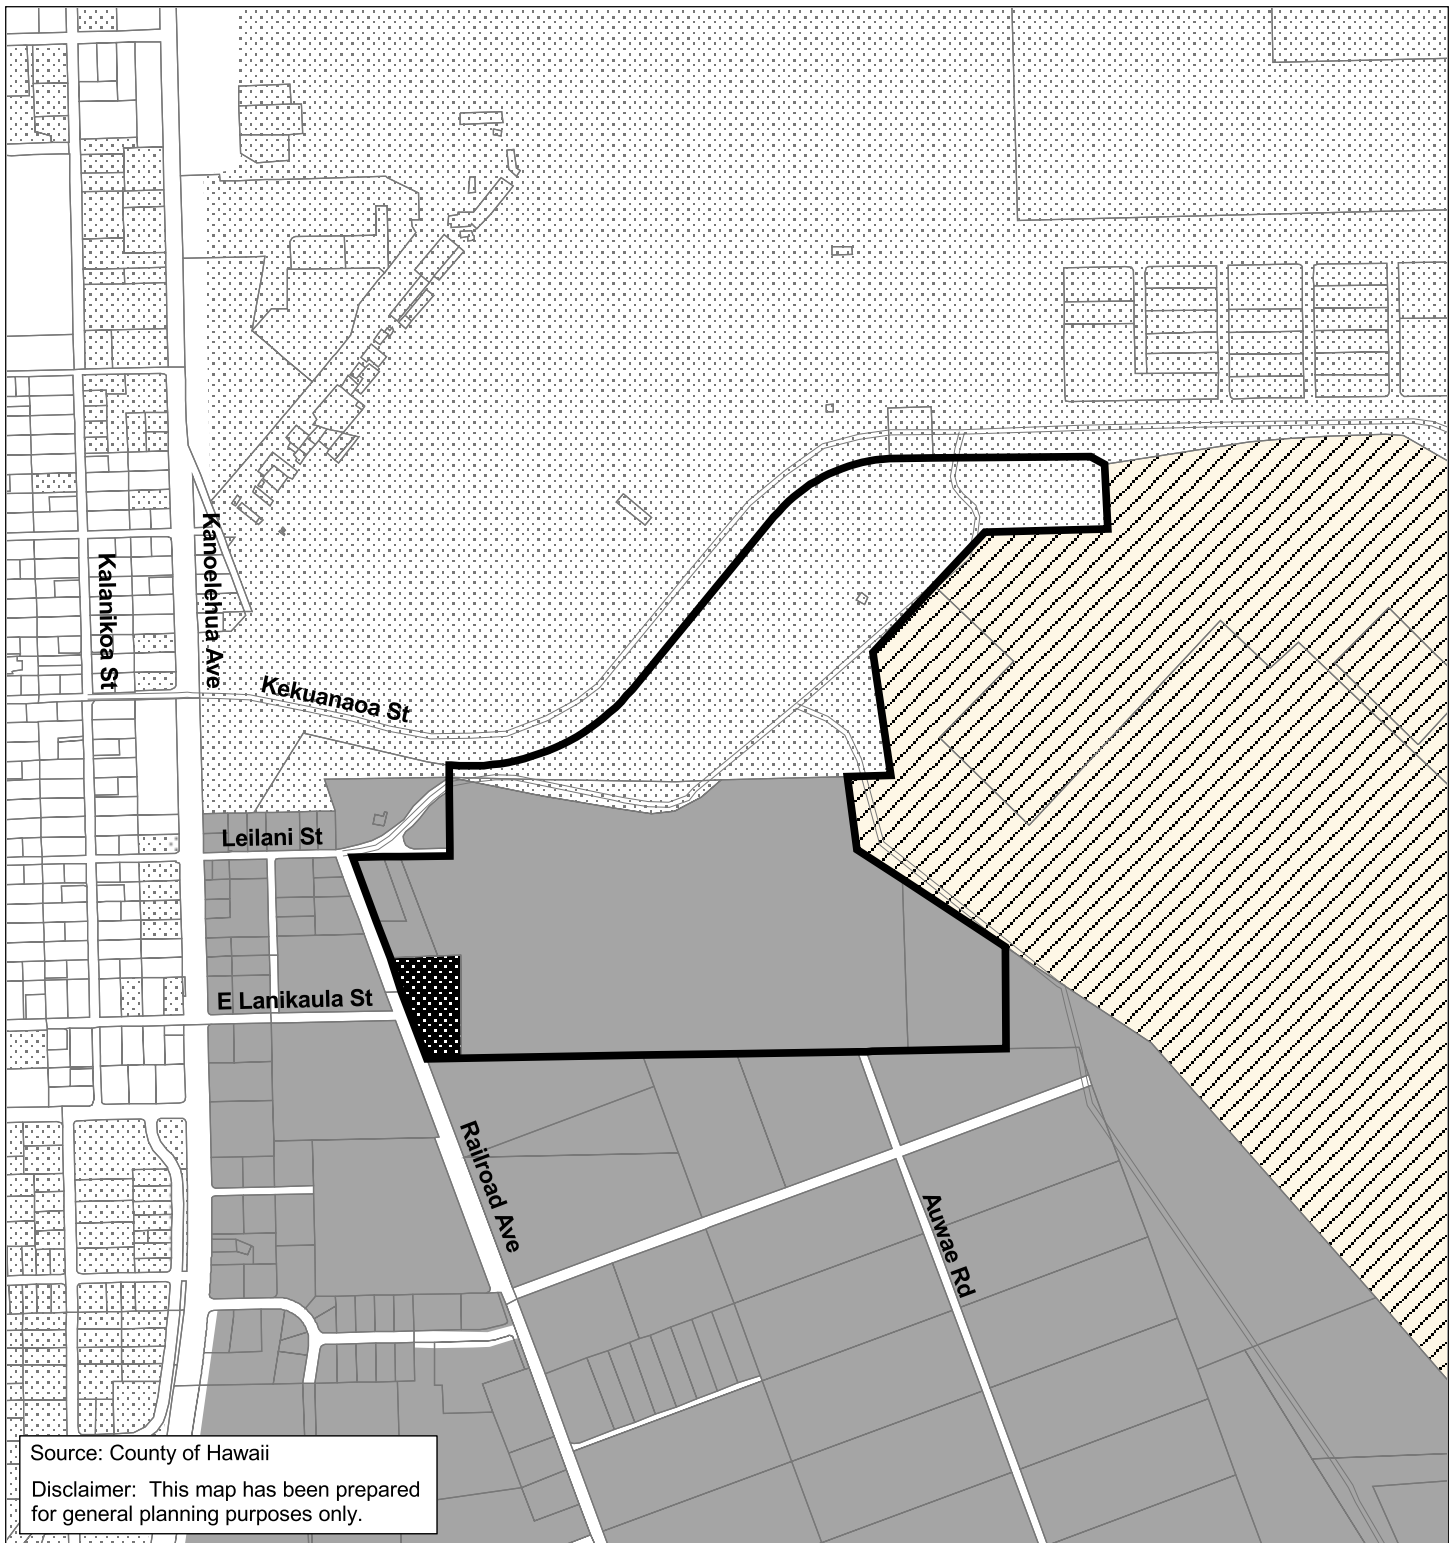 Kanoelehua Ave
Kalanikoa St
Kekuanaoa St
Leilani St
E Lanikaula St
Railroad Ave
Auwae Rd
Source: County of Hawaii
Disclaimer:  This map has been prepared
for general planning purposes only.